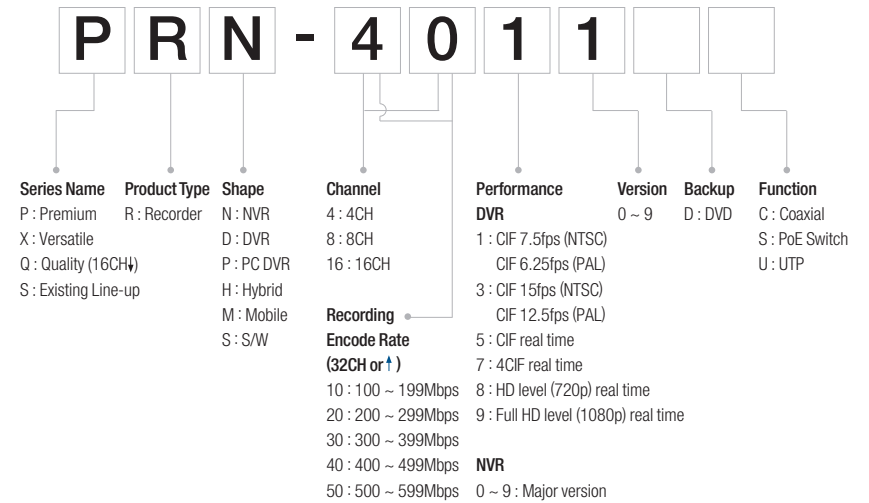 PRN-4011
Series Name
P : Premium
X : Versatile
Q : Quality (16CH↓)
S : Existing Line-up
Product Type
R : Recorder
Shape
N : NVR
D : DVR
P : PC DVR
H : Hybrid
M : Mobile
S : S/W
Channel
4 : 4CH
8 : 8CH
16 : 16CH
Recording
Encode Rate
(32CH or ↑ )
10 : 100 ~ 199Mbps
20 : 200 ~ 299Mbps
30 : 300 ~ 399Mbps
40 : 400 ~ 499Mbps
50 : 500 ~ 599Mbps
Performance
DVR
1 : CIF 7.5fps (NTSC)
CIF 6.25fps (PAL)
3 : CIF 15fps (NTSC)
CIF 12.5fps (PAL)
5 : CIF real time
7 : 4CIF real time
8 : HD level (720p) real time
9 : Full HD level (1080p) real time
NVR
0 ~ 9 : Major version
Version
0 ~ 9
Backup
D : DVD
Function
C : Coaxial
S : PoE Switch
U : UTP